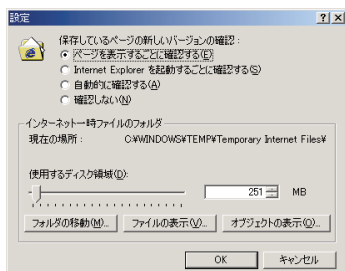 設定
保存しているページの新しいバージョンの確認:
ページを表示するごとに確認する(E)
Internet Explorer を起動するごとに確認する(S)
自動的に確認する(A)
確認しない(N)
インターネット一時ファイルのフォルダ
現在の場所: C:¥WINDOWS¥TEMP¥Temporary Internet Files¥
使用するディスク領域(D):
251 MB
フォルダの移動(M)... ファイルの表示(V)... オブジェクトの表示(O)...
OK キャンセル